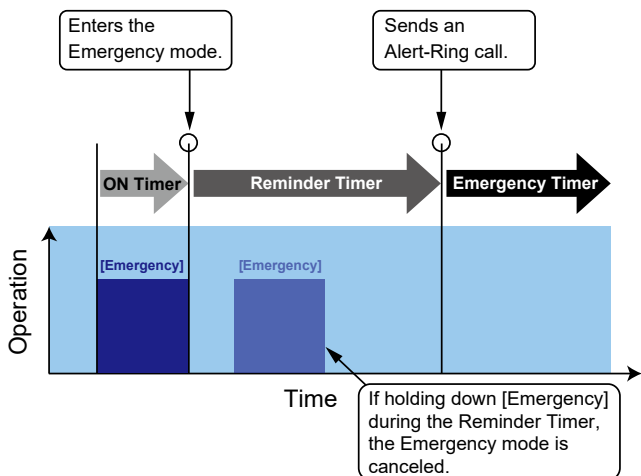 Enters the
Emergency mode.
Sends an
Alert-Ring call.
ON Timer
Reminder Timer
Emergency Timer
[Emergency]
[Emergency]
Operation
Time
If holding down [Emergency]
during the Reminder Timer,
the Emergency mode is
canceled.